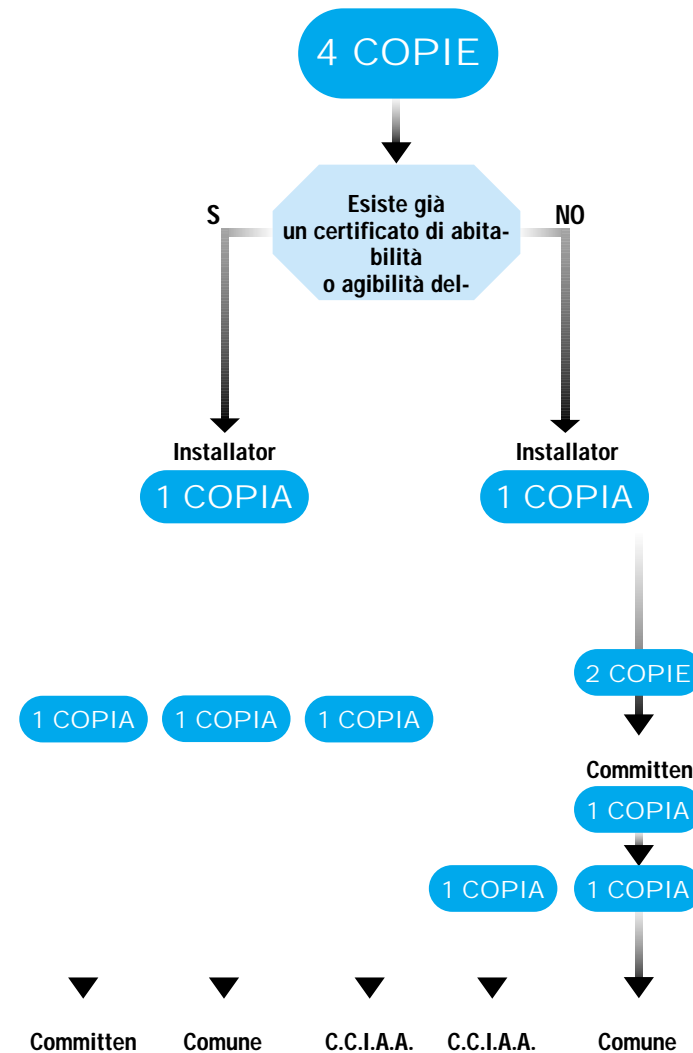 4 COPIE
S
Esiste già
un certificato di abita-
bilità
o agibilità del-
NO
Installator
Installator
1 COPIA
1 COPIA
2 COPIE
1 COPIA
1 COPIA
1 COPIA
Committen
1 COPIA
1 COPIA
1 COPIA
Committen
Comune
C.C.I.A.A.
C.C.I.A.A.
Comune